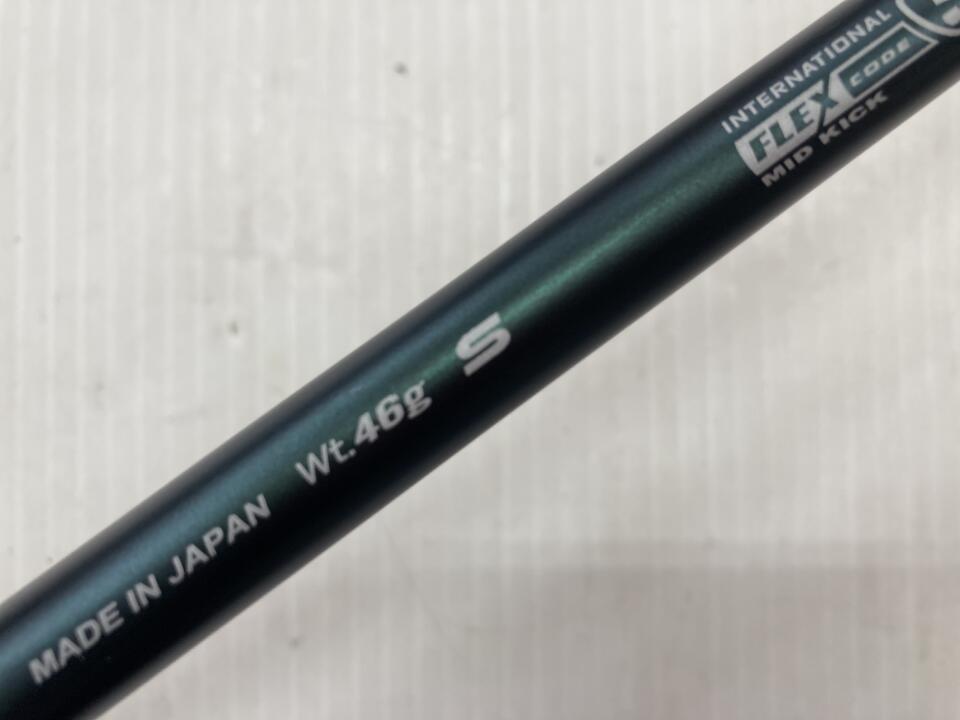 MADE IN JAPAN Wt.46g S
INTERNATIONAL
FLEX CODE
MID KICK